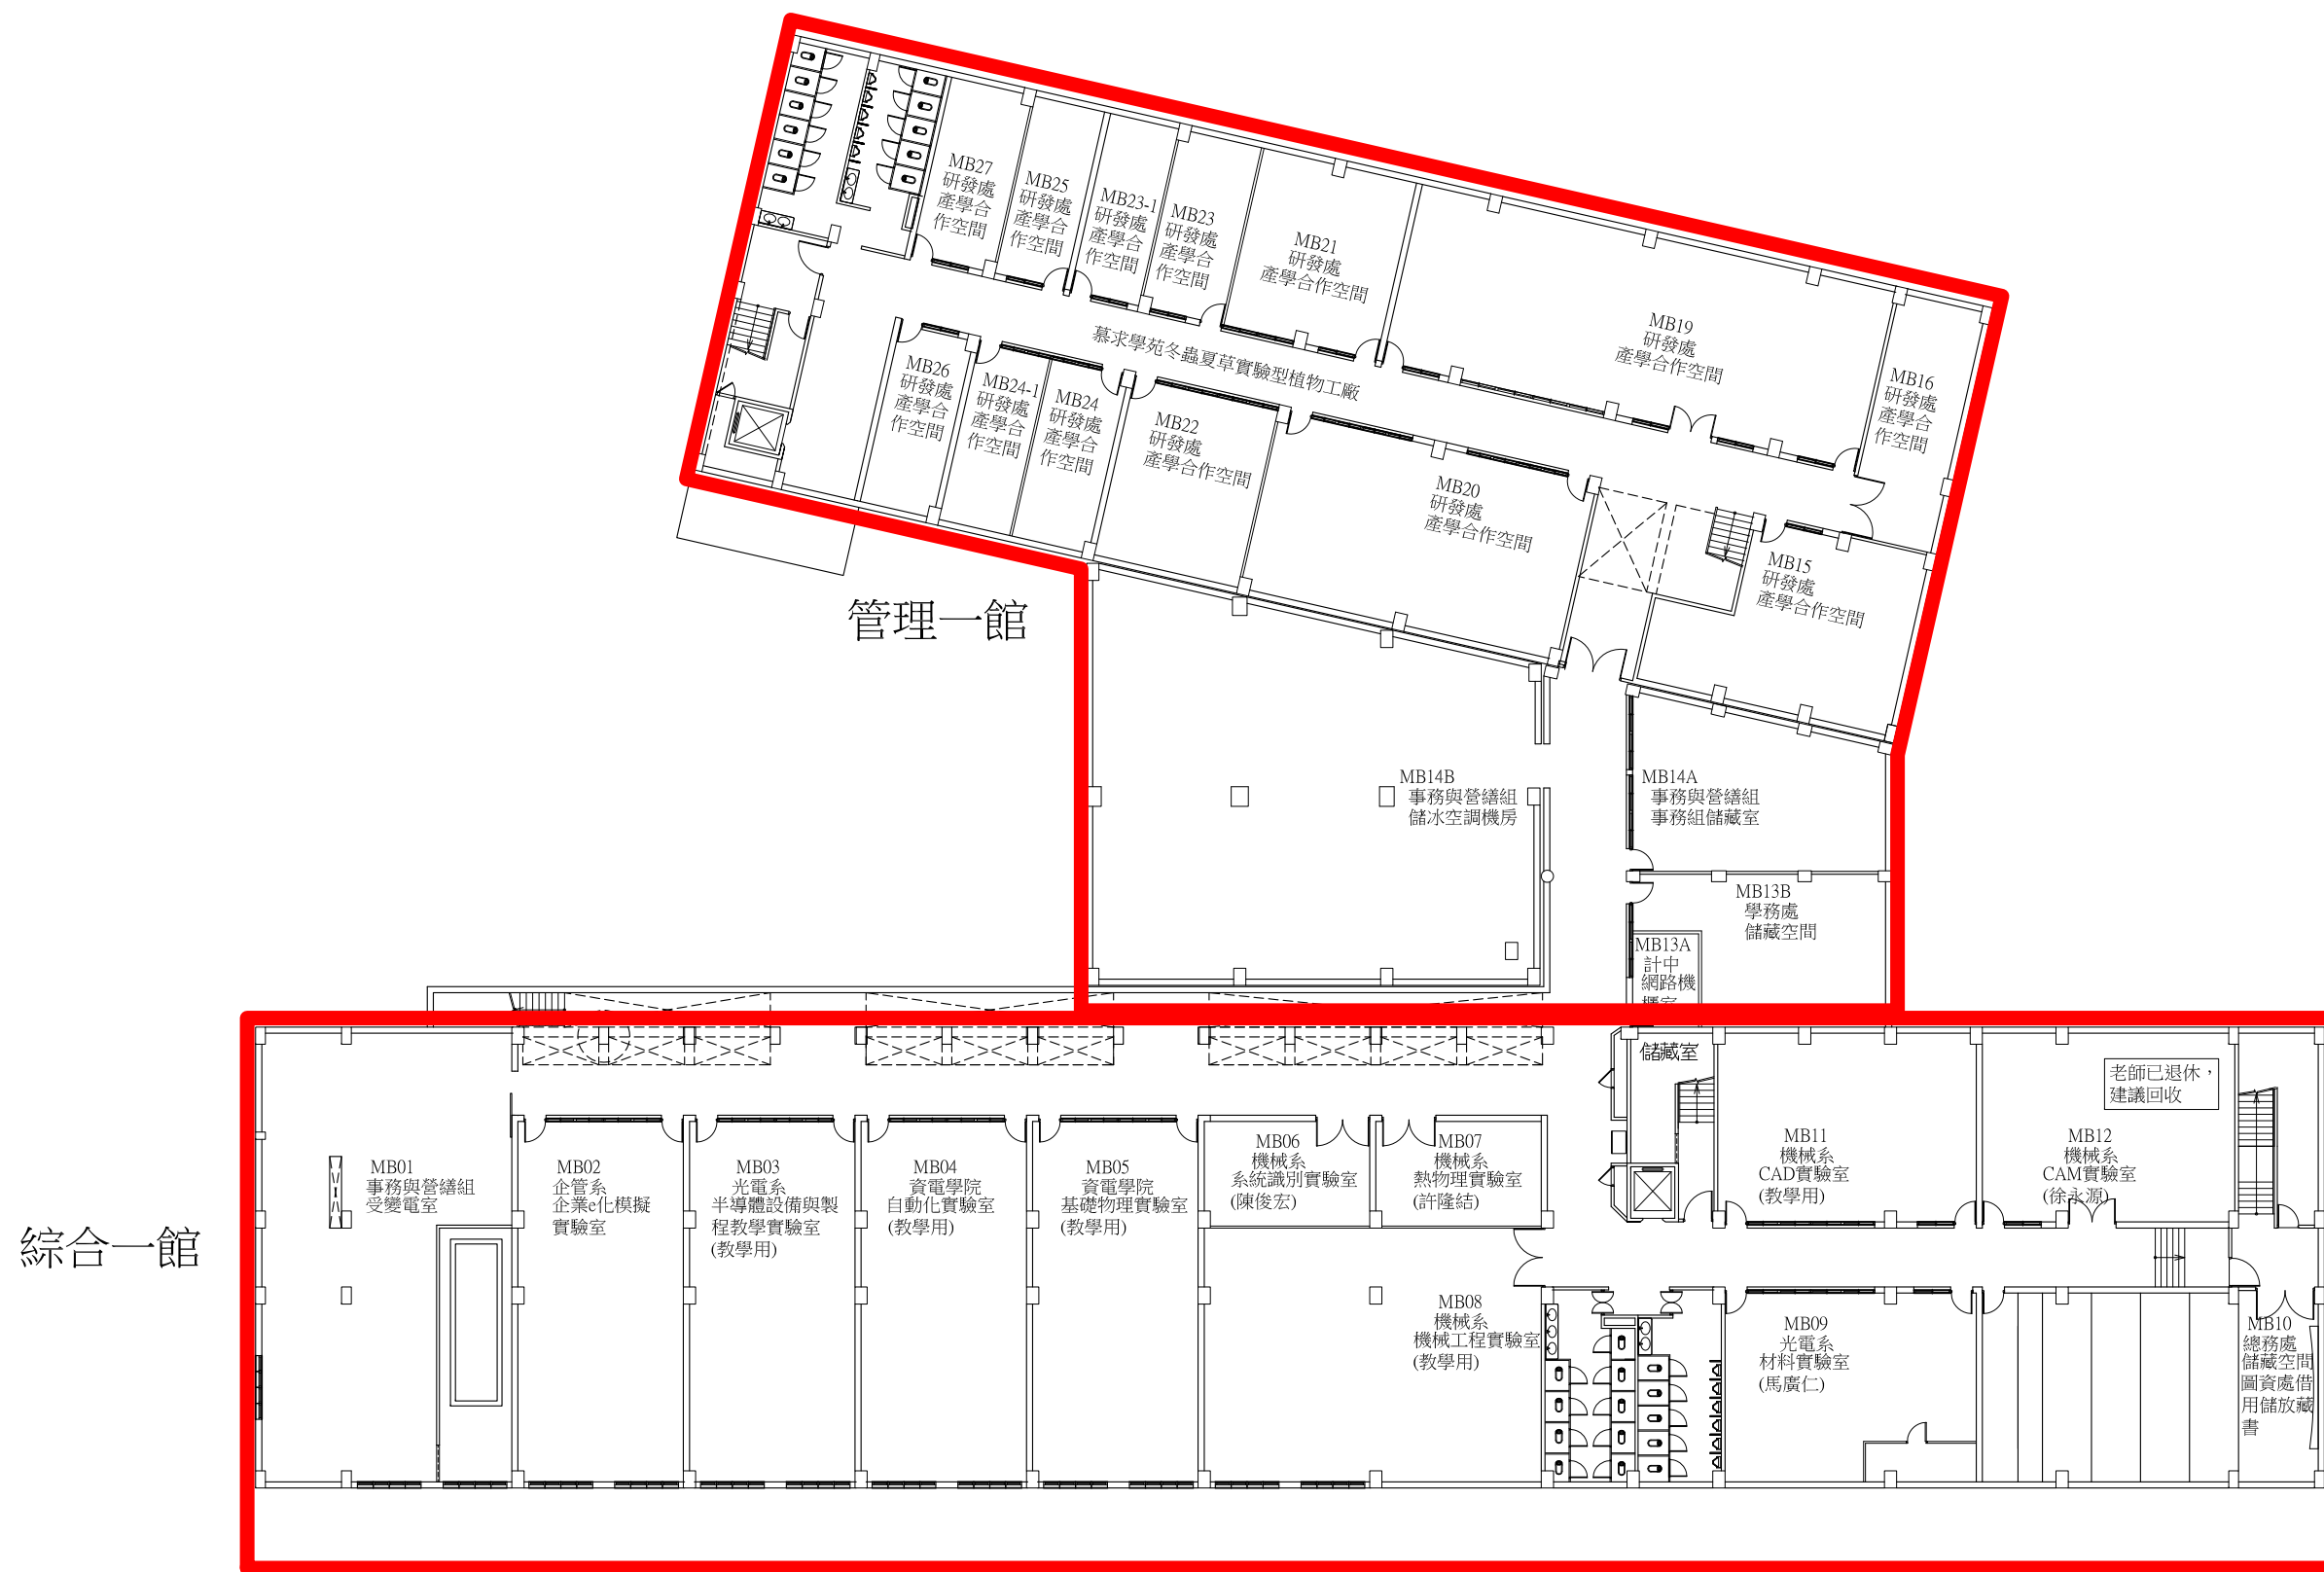 MB27
研發處
產學合
作空間
MB25
研發處
產學合
作空間
MB23-1
研發處
產學合
作空間
MB23
研發處
產學合
作空間
MB21
研發處
產學合作空間
MB19
研發處
產學合作空間
MB16
研發處
產學合
作空間
慕求學苑冬蟲夏草實驗型植物工廠
MB26
研發處
產學合
作空間
MB24-1
研發處
產學合
作空間
MB24
研發處
產學合
作空間
MB22
研發處
產學合作空間
MB20
研發處
產學合作空間
MB15
研發處
產學合作空間
管理一館
MB14B
事務與營繕組
儲冰空調機房
MB14A
事務與營繕組
事務組儲藏室
MB13B
學務處
儲藏空間
MB13A
計中
網路機
櫃室
儲藏室
老師已退休，
建議回收
綜合一館
MB01
事務與營繕組
受變電室
MB02
企管系
企業e化模擬
實驗室
MB03
光電系
半導體設備與製
程教學實驗室
(教學用)
MB04
資電學院
自動化實驗室
(教學用)
MB05
資電學院
基礎物理實驗室
(教學用)
MB06
機械系
系統識別實驗室
(陳俊宏)
MB07
機械系
熱物理實驗室
(許隆結)
MB11
機械系
CAD實驗室
(教學用)
MB12
機械系
CAM實驗室
(徐永源)
MB08
機械系
機械工程實驗室
(教學用)
MB09
光電系
材料實驗室
(馬廣仁)
MB10
總務處
儲藏空間
圖資處借
用儲放藏
書